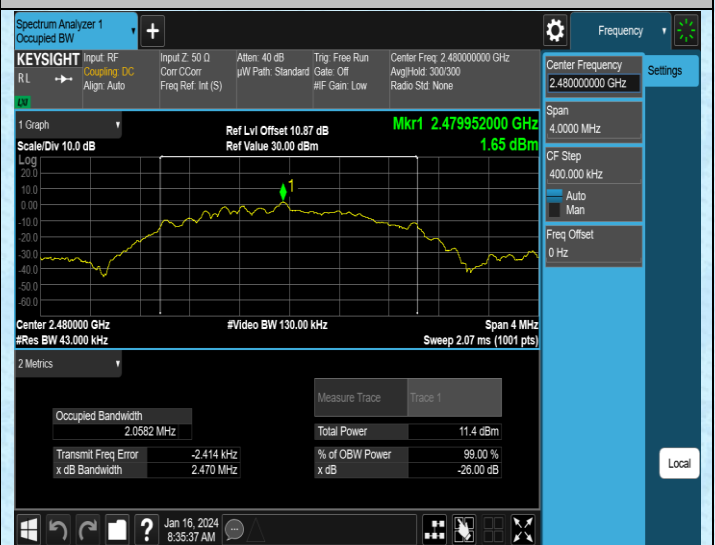 Spectrum Analyzer 1
Occupied BW
Frequency
KEYSIGHT
Input: RF
Input Z: 50 Ω
Atten: 40 dB
Trig: Free Run
Center Freq: 2.480000000 GHz
RL
Coupling: DC
Corr CCorr
µW Path: Standard
Gate: Off
Avg|Hold: 300/300
Align: Auto
Freq Ref: Int (S)
#IF Gain: Low
Radio Std: None
LXI
Center Frequency
2.480000000 GHz
Settings
Span
4.0000 MHz
CF Step
400.000 kHz
Auto
Man
Freq Offset
0 Hz
Local
1 Graph
Ref Lvl Offset 10.87 dB
Mkr1 2.479952000 GHz
Scale/Div 10.0 dB
Ref Value 30.00 dBm
1.65 dBm
Log
20.0
10.0
0.00
-10.0
-20.0
-30.0
-40.0
-50.0
-60.0
1
Center 2.480000 GHz
#Video BW 130.00 kHz
Span 4 MHz
#Res BW 43.000 kHz
Sweep 2.07 ms (1001 pts)
2 Metrics
Measure Trace
Trace 1
Occupied Bandwidth
2.0582 MHz
Total Power
11.4 dBm
Transmit Freq Error
-2.414 kHz
% of OBW Power
99.00 %
x dB Bandwidth
2.470 MHz
x dB
-26.00 dB
Jan 16, 2024
8:35:37 AM